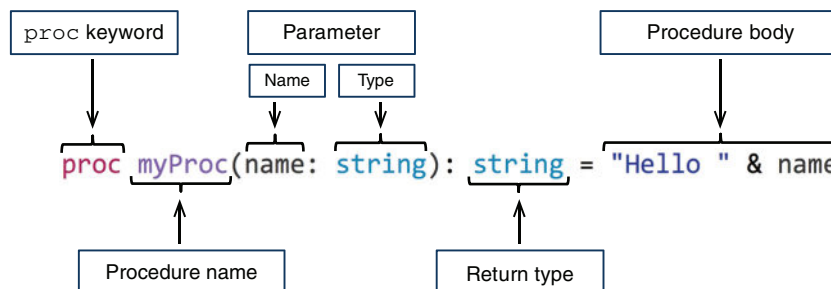 proc keyword Parameter Procedure body
Name Type
proc myProc(name: string): string = "Hello " & name
Procedure name Return type